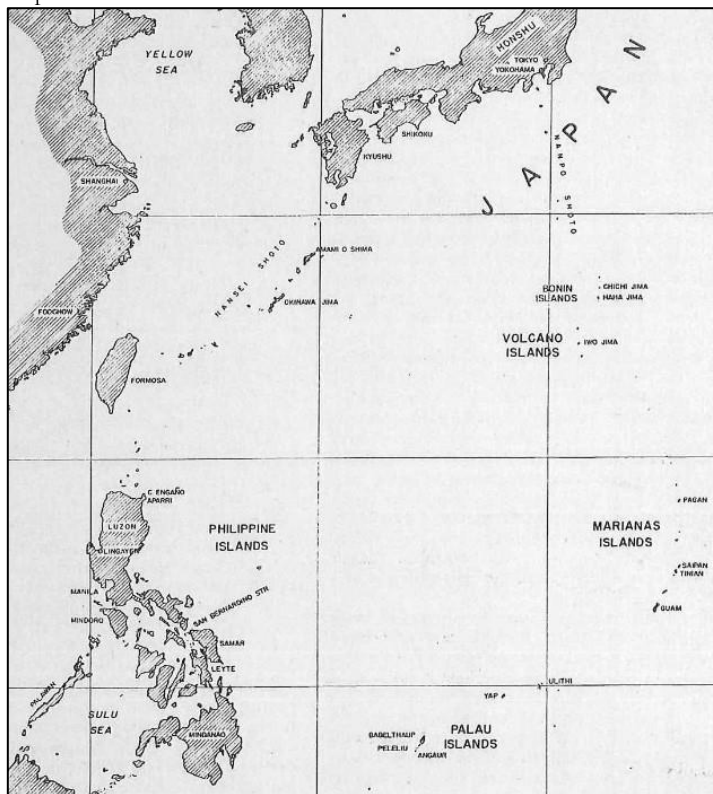 YELLOW
SEA
HONSHU
TOKYO
YOKOHAMA
JAPAN
SHIKOKU
KYUSHU
NANPO SHOTO
SHANGHAI
NANSEI SHOTO
AMAMI O SHIMA
OKINAWA JIMA
BONIN
ISLANDS
CHICHI JIMA
HAHA JIMA
FOOCHOW
VOLCANO
ISLANDS
IWO JIMA
FORMOSA
C. ENGAÑO
APARRI
LUZON
LINGAYEN
PHILIPPINE
ISLANDS
MARIANAS
ISLANDS
PAGAN
SAIPAN
TINIAN
GUAM
MANILA
MINDORO
SAN BERNARDINO STR
SAMAR
LEYTE
PALAWAN
SULU
SEA
MINDANAO
ULITHI
YAP
PALAU
ISLANDS
BABELTHAUP
PELELIU
ANGAUR